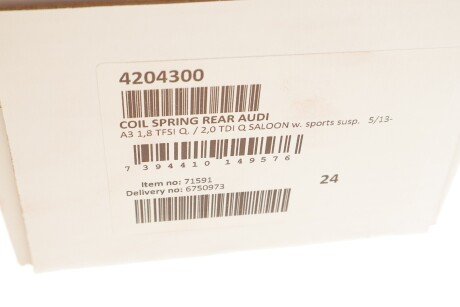 4204300
COIL SPRING REAR AUDI
A3 1,8 TFSI Q. / 2,0 TDI Q SALOON w. sports susp. 5/13-
7 394410 149576
Item no: 71591
Delivery no: 6750973
24